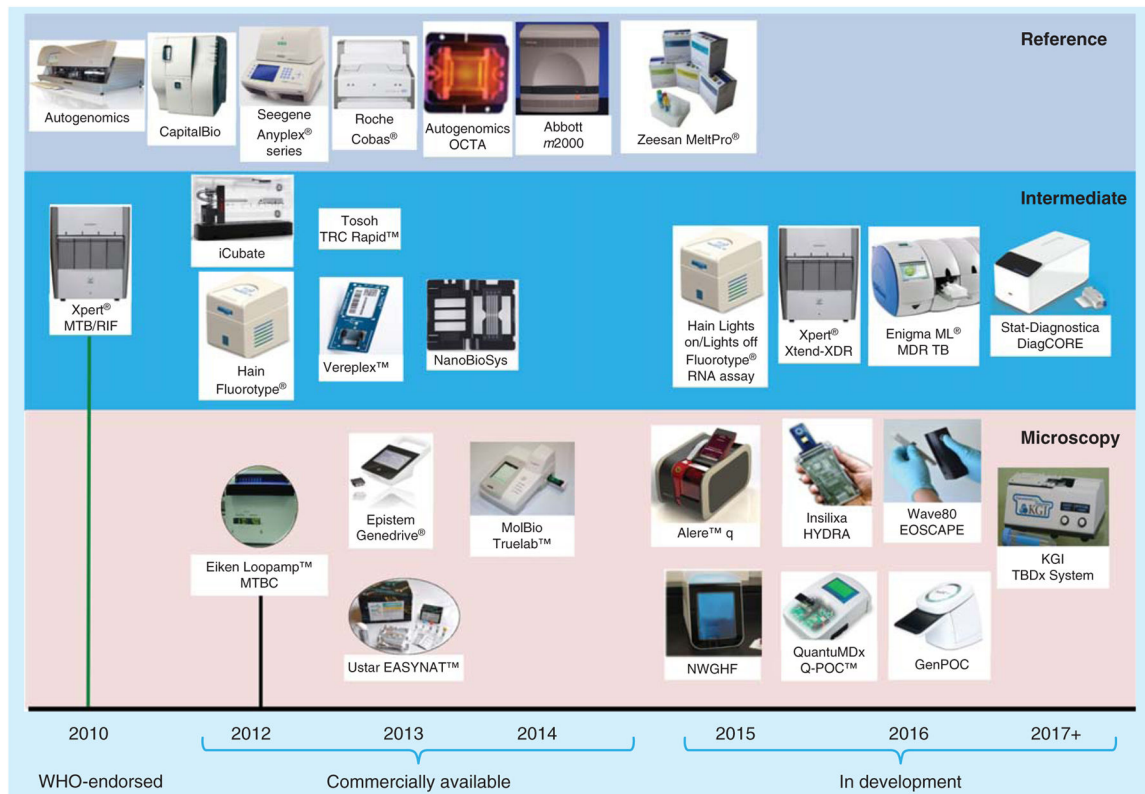 Reference
Autogenomics
CapitalBio
Seegene
Anyplex®
series
Roche
Cobas®
Autogenomics
OCTA
Abbott
m2000
Zeesan MeltPro®
Intermediate
Xpert®
MTB/RIF
iCubate
Hain
Fluorotype®
Tosoh
TRC Rapid™
Vereplex™
NanoBioSys
Hain Lights
on/Lights off
Fluorotype®
RNA assay
Xpert®
Xtend-XDR
Enigma ML®
MDR TB
Stat-Diagnostica
DiagCORE
Microscopy
Eiken Loopamp™
MTBC
Epistem
Genedrive®
Ustar EASYNAT™
MolBio
Truelab™
Alere™ q
Insilixa
HYDRA
Wave80
EOSCAPE
KGI
KGI
TBDx System
NWGHF
QuantuMDx
Q-POC™
GenPOC
2010
2012
2013
2014
2015
2016
2017+
WHO-endorsed
Commercially available
In development